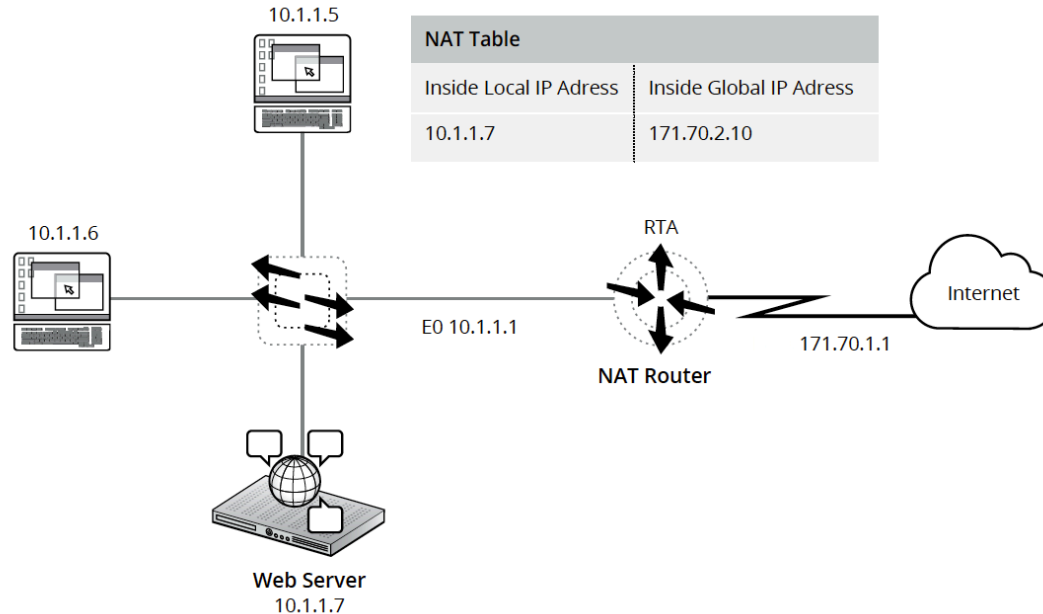 10.1.1.5
NAT Table
Inside Local IP Adress
Inside Global IP Adress
10.1.1.7
171.70.2.10
10.1.1.6
RTA
Internet
E0 10.1.1.1
171.70.1.1
NAT Router
Web Server
10.1.1.7